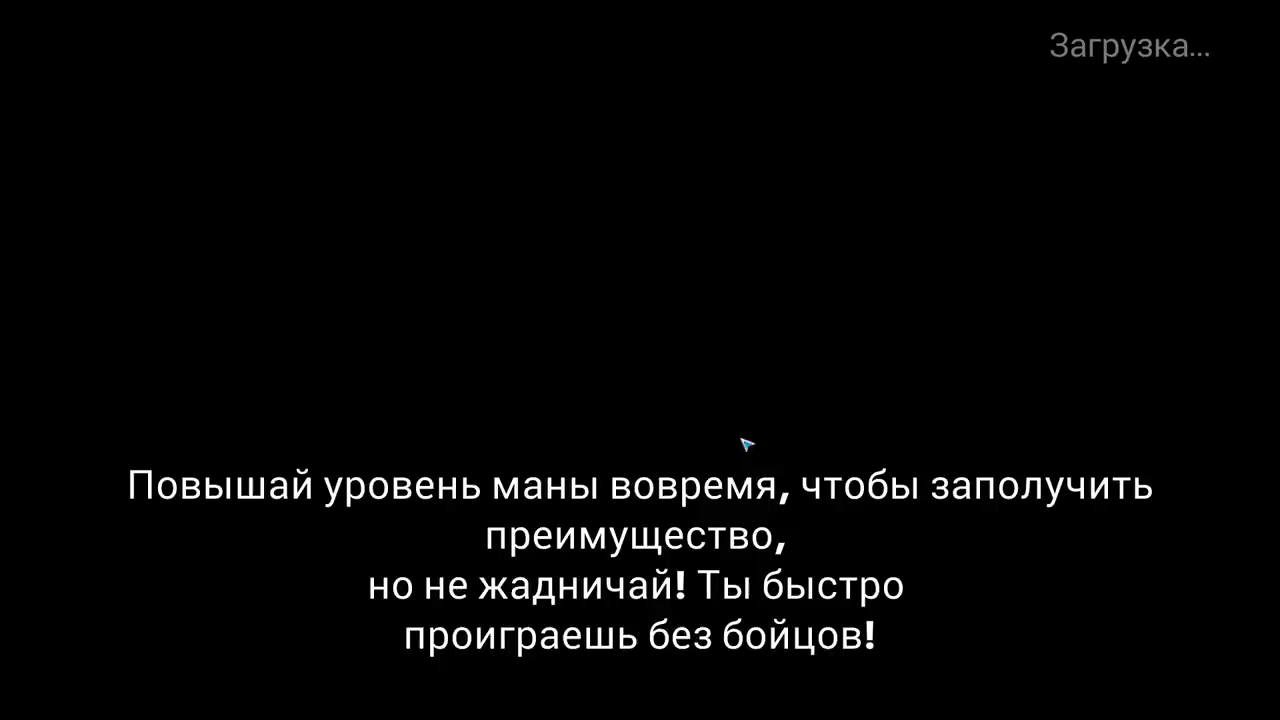 Загрузка...
Повышай уровень маны вовремя, чтобы заполучить
преимущество,
но не жадничай! Ты быстро
проиграешь без бойцов!